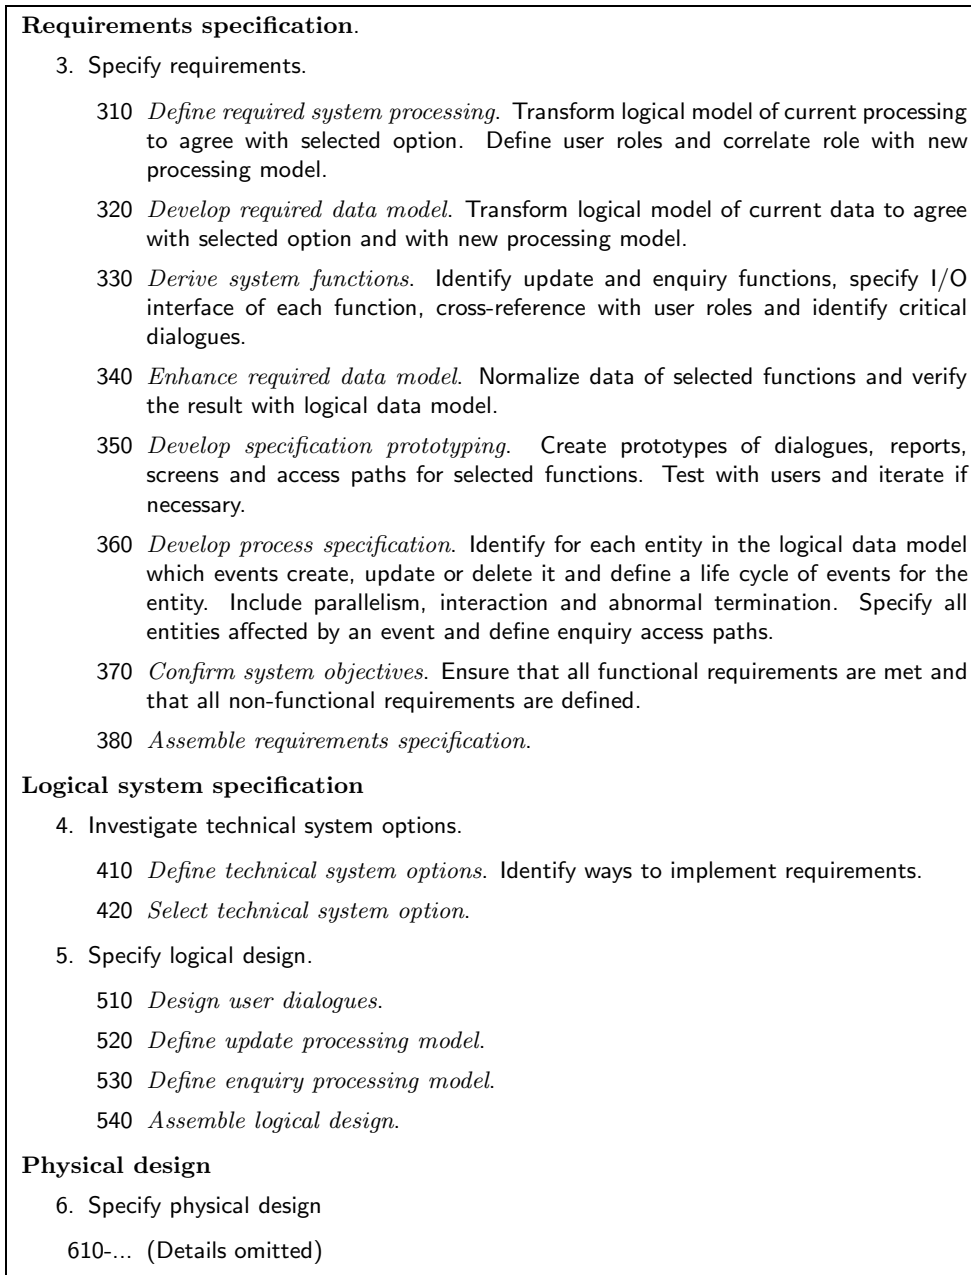 Requirements specification.
3. Specify requirements.
310 Define required system processing. Transform logical model of current processing
to agree with selected option. Define user roles and correlate role with new
processing model.
320 Develop required data model. Transform logical model of current data to agree
with selected option and with new processing model.
330 Derive system functions. Identify update and enquiry functions, specify I/O
interface of each function, cross-reference with user roles and identify critical
dialogues.
340 Enhance required data model. Normalize data of selected functions and verify
the result with logical data model.
350 Develop specification prototyping. Create prototypes of dialogues, reports,
screens and access paths for selected functions. Test with users and iterate if
necessary.
360 Develop process specification. Identify for each entity in the logical data model
which events create, update or delete it and define a life cycle of events for the
entity. Include parallelism, interaction and abnormal termination. Specify all
entities affected by an event and define enquiry access paths.
370 Confirm system objectives. Ensure that all functional requirements are met and
that all non-functional requirements are defined.
380 Assemble requirements specification.
Logical system specification
4. Investigate technical system options.
410 Define technical system options. Identify ways to implement requirements.
420 Select technical system option.
5. Specify logical design.
510 Design user dialogues.
520 Define update processing model.
530 Define enquiry processing model.
540 Assemble logical design.
Physical design
6. Specify physical design
610-... (Details omitted)